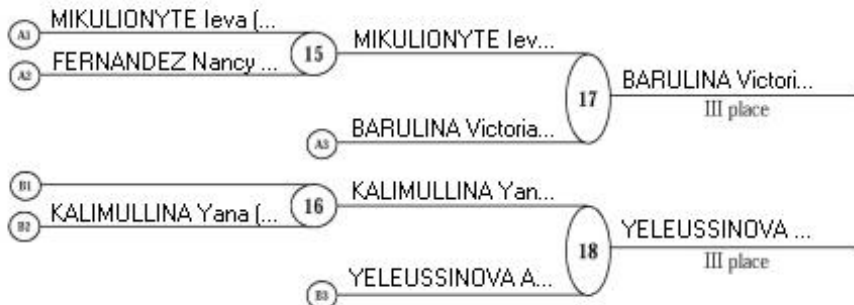 A1 MIKULIONYTE Ieva (...
A2 FERNANDEZ Nancy ...
15 MIKULIONYTE Iev...
17 BARULINA Victori...
III place
A3 BARULINA Victoria...
B1
B2 KALIMULLINA Yana (...
16 KALIMULLINA Yan...
18 YELEUSSINOVA ...
III place
B3 YELEUSSINOVA A...